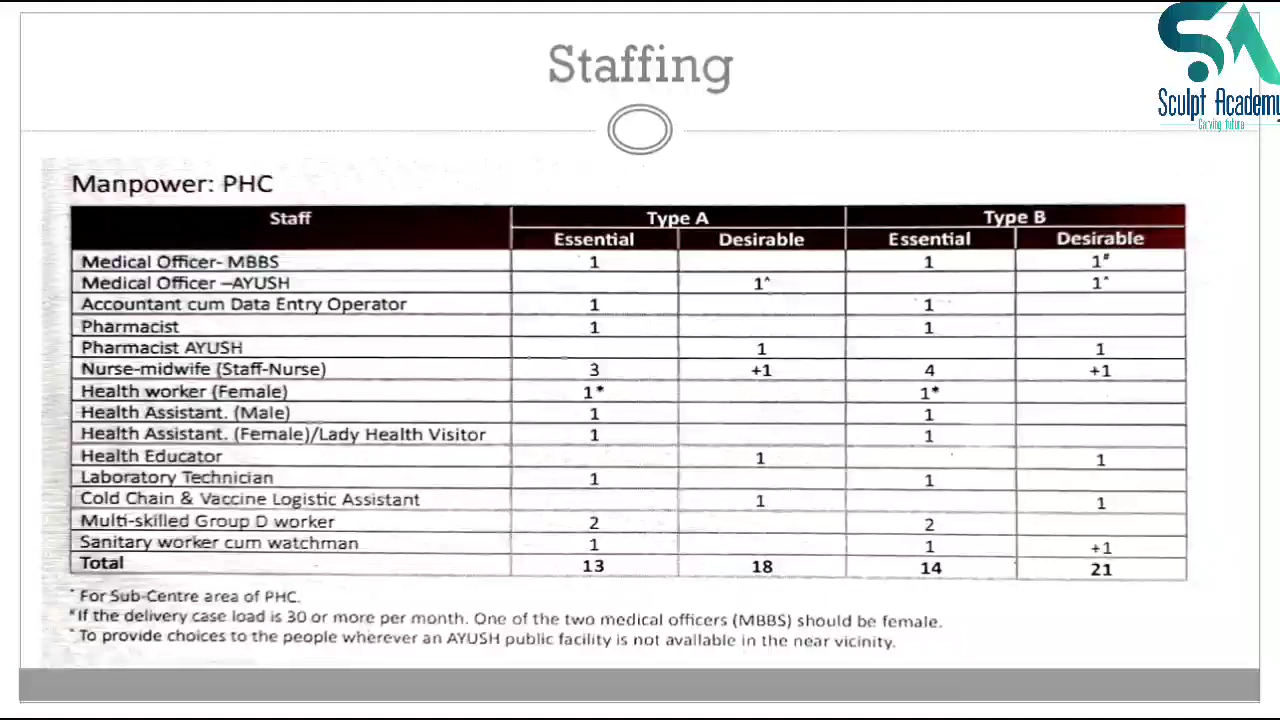 Staffing
Sculpt Academy
Carving future
Manpower: PHC
Staff Type A Type B
Essential Desirable Essential Desirable
Medical Officer- MBBS 1 1 1#
Medical Officer –AYUSH 1^ 1^
Accountant cum Data Entry Operator 1 1
Pharmacist 1 1
Pharmacist AYUSH 1 1
Nurse-midwife (Staff-Nurse) 3 +1 4 +1
Health worker (Female) 1* 1*
Health Assistant. (Male) 1 1
Health Assistant. (Female)/Lady Health Visitor 1 1
Health Educator 1 1
Laboratory Technician 1 1
Cold Chain & Vaccine Logistic Assistant 1 1
Multi-skilled Group D worker 2 2
Sanitary worker cum watchman 1 1 +1
Total 13 18 14 21
* For Sub-Centre area of PHC.
# If the delivery case load is 30 or more per month. One of the two medical officers (MBBS) should be female.
^ To provide choices to the people wherever an AYUSH public facility is not available in the near vicinity.